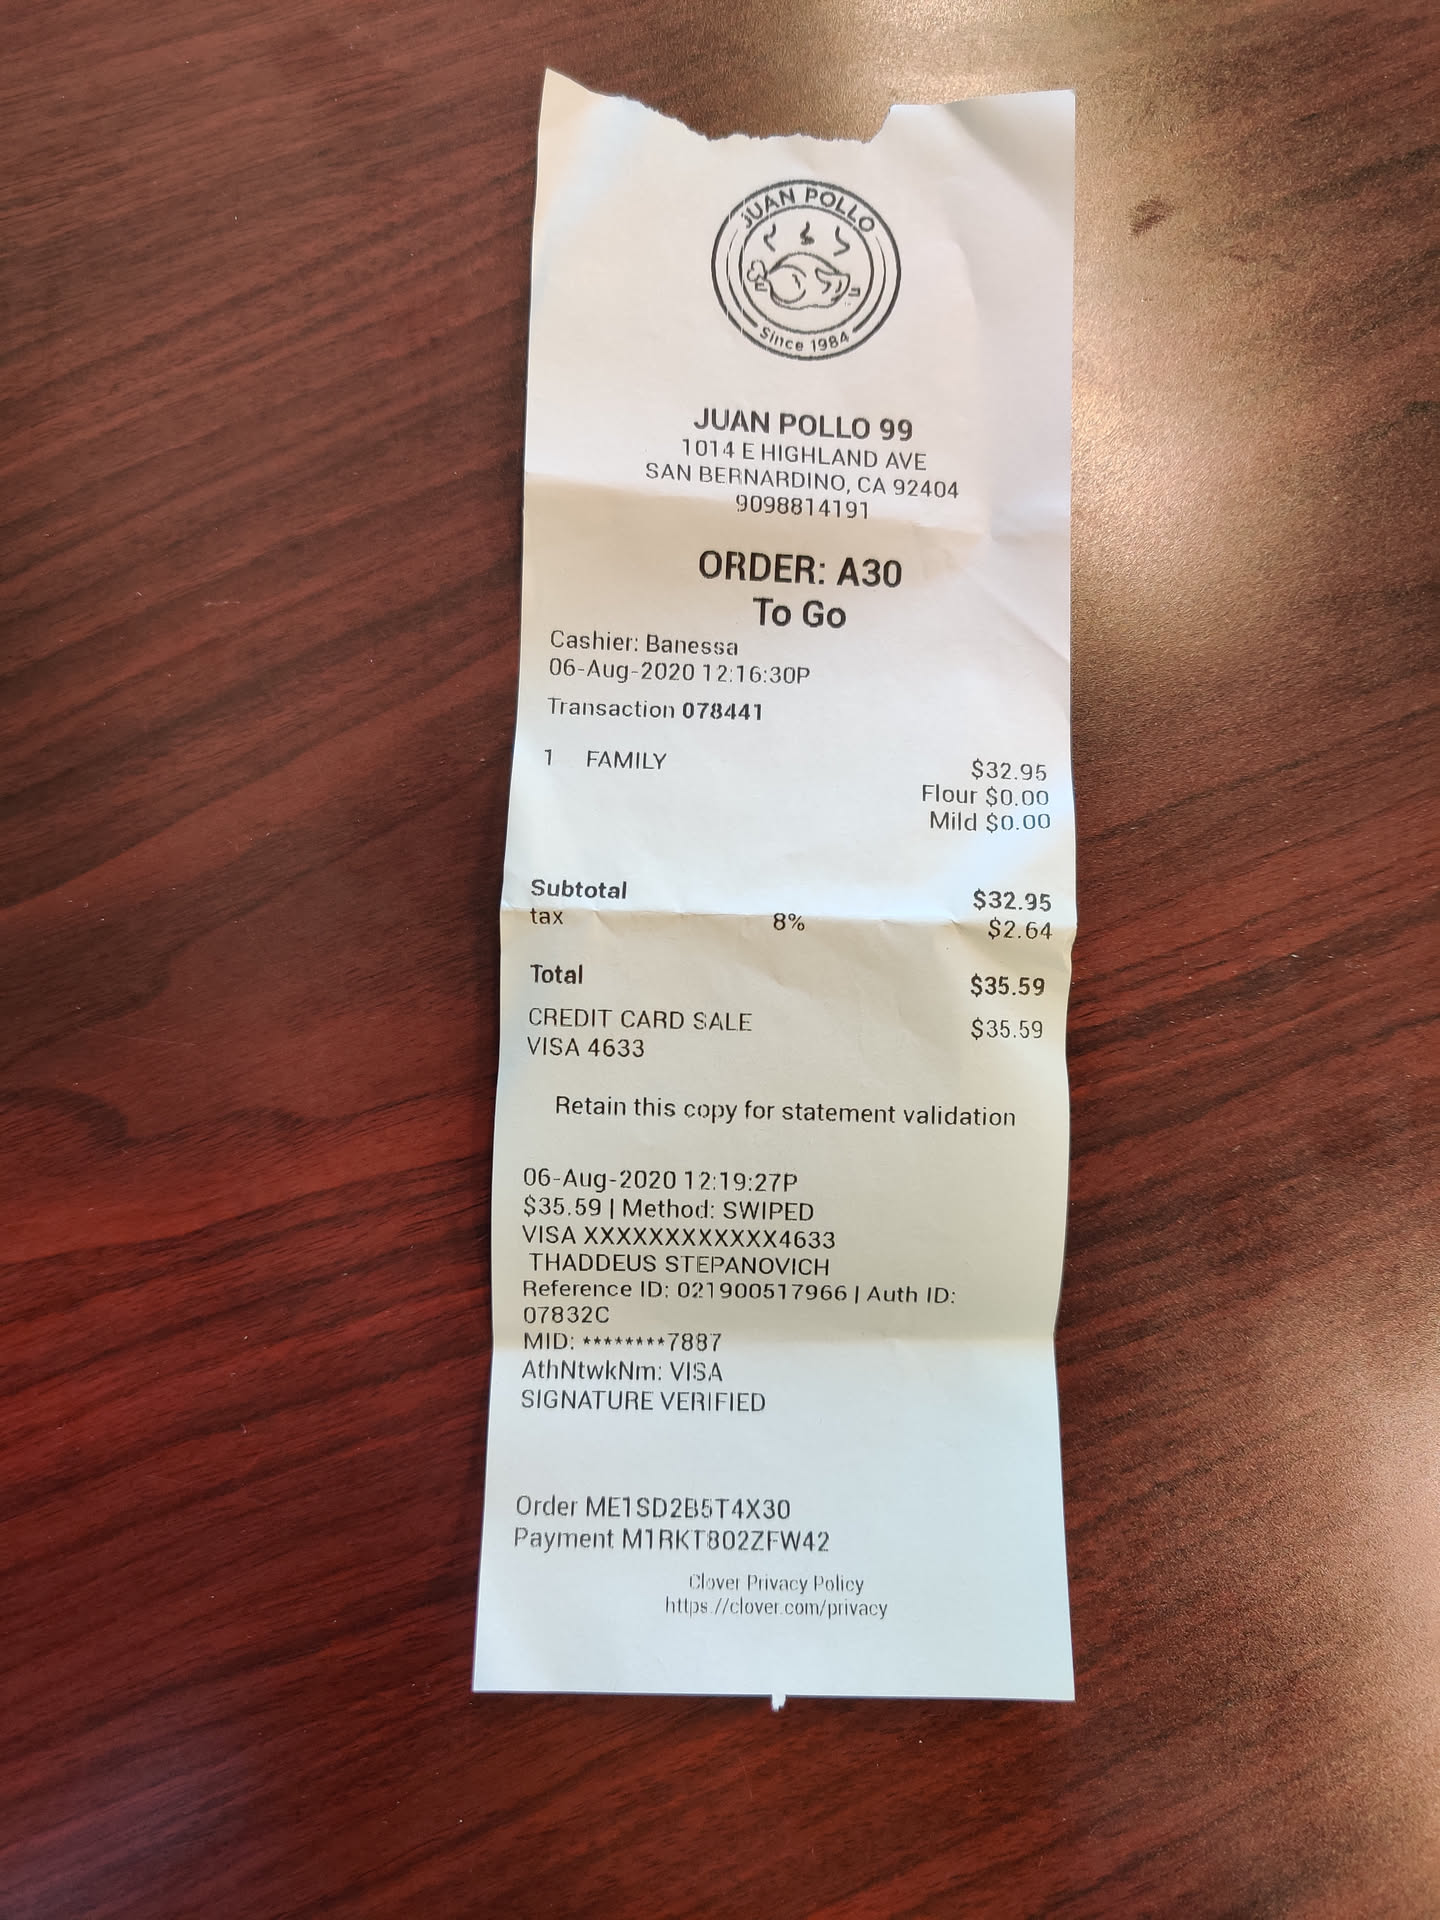 JUAN POLLO
Since 1984
JUAN POLLO 99
1014 E HIGHLAND AVE
SAN BERNARDINO, CA 92404
9098814191
ORDER: A30
To Go
Cashier: Banessa
06-Aug-2020 12:16:30P
Transaction 078441
1 FAMILY $32.95
Flour $0.00
Mild $0.00
Subtotal $32.95
tax 8% $2.64
Total $35.59
CREDIT CARD SALE $35.59
VISA 4633
Retain this copy for statement validation
06-Aug-2020 12:19:27P
$35.59 | Method: SWIPED
VISA XXXXXXXXXXXX4633
THADDEUS STEPANOVICH
Reference ID: 021900517966 | Auth ID:
07832C
MID: ********7887
AthNtwkNm: VISA
SIGNATURE VERIFIED
Order ME1SD2B5T4X30
Payment M1RKT802ZFW42
Clover Privacy Policy
https://clover.com/privacy